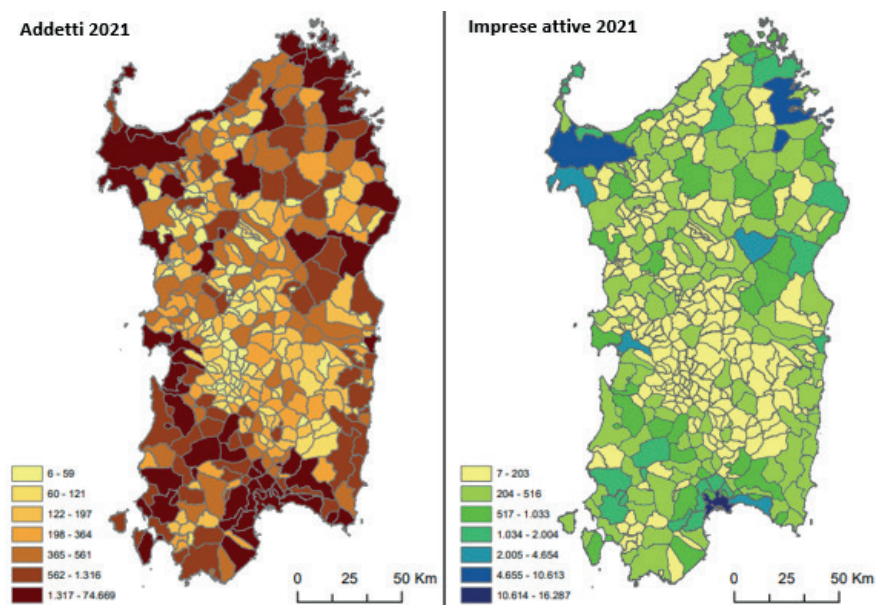 Addetti 2021
6 - 59
60 - 121
122 - 197
198 - 364
365 - 561
562 - 1.316
1.317 - 74.669
0 25 50 Km
Imprese attive 2021
7 - 203
204 - 516
517 - 1.033
1.034 - 2.004
2.005 - 4.654
4.655 - 10.613
10.614 - 16.287
0 25 50 Km